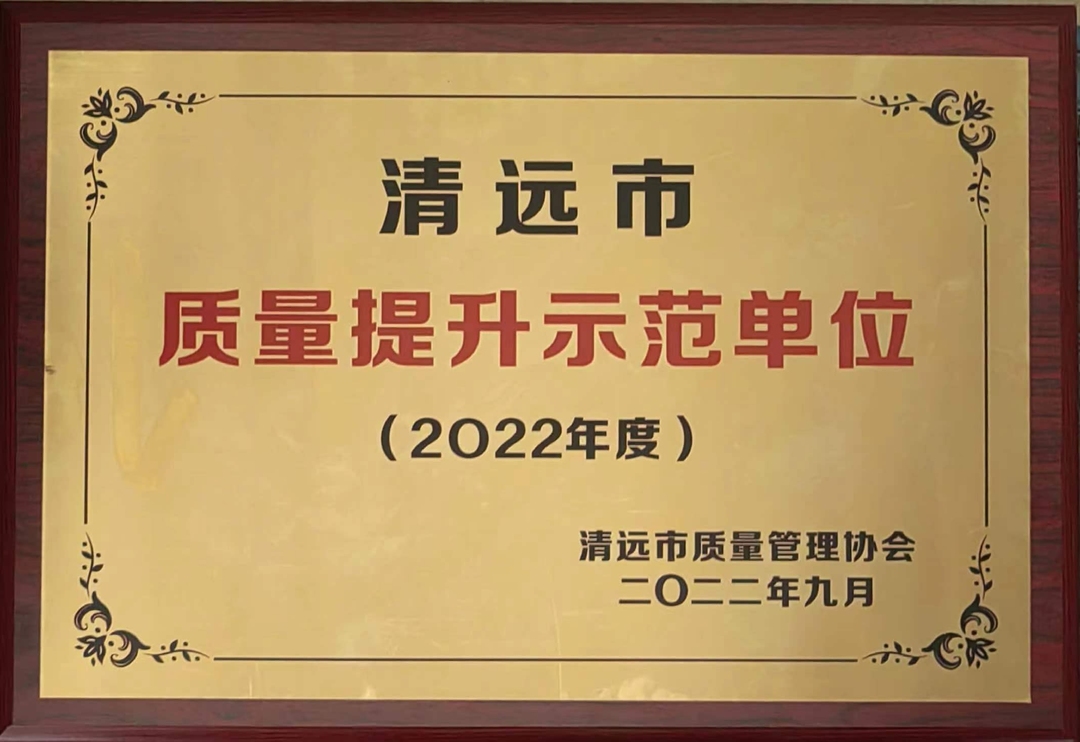 清远市
质量提升示范单位
（2022年度）
清远市质量管理协会
二〇二二年九月